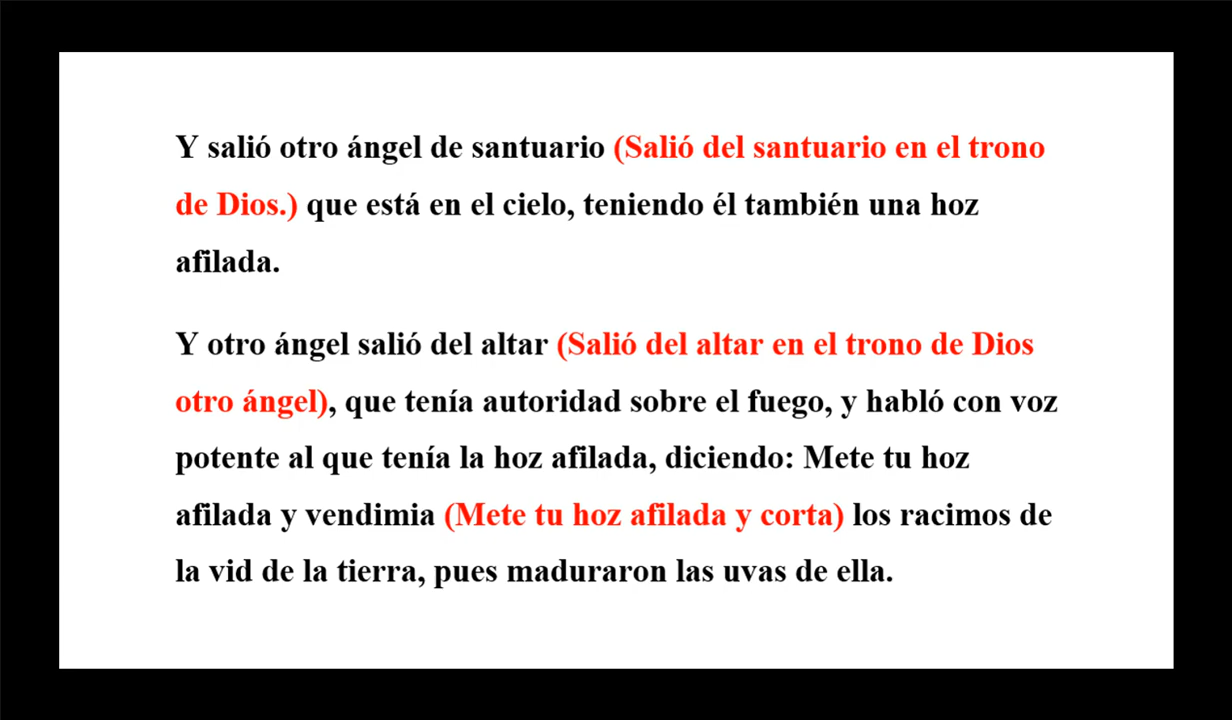 Y salió otro ángel de santuario (Salió del santuario en el trono
de Dios.) que está en el cielo, teniendo él también una hoz
afilada.
Y otro ángel salió del altar (Salió del altar en el trono de Dios
otro ángel), que tenía autoridad sobre el fuego, y habló con voz
potente al que tenía la hoz afilada, diciendo: Mete tu hoz
afilada y vendimia (Mete tu hoz afilada y corta) los racimos de
la vid de la tierra, pues maduraron las uvas de ella.